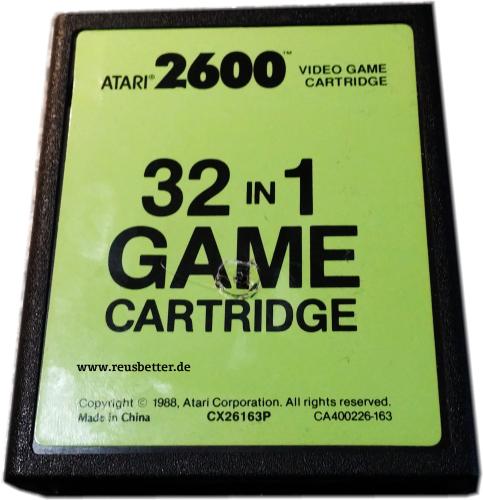 ATARI® 2600™ VIDEO GAME
CARTRIDGE
32 IN 1
GAME
CARTRIDGE
www.reusbetter.de
Copyright © 1988, Atari Corporation. All rights reserved.
Made in China CX26163P CA400226-163